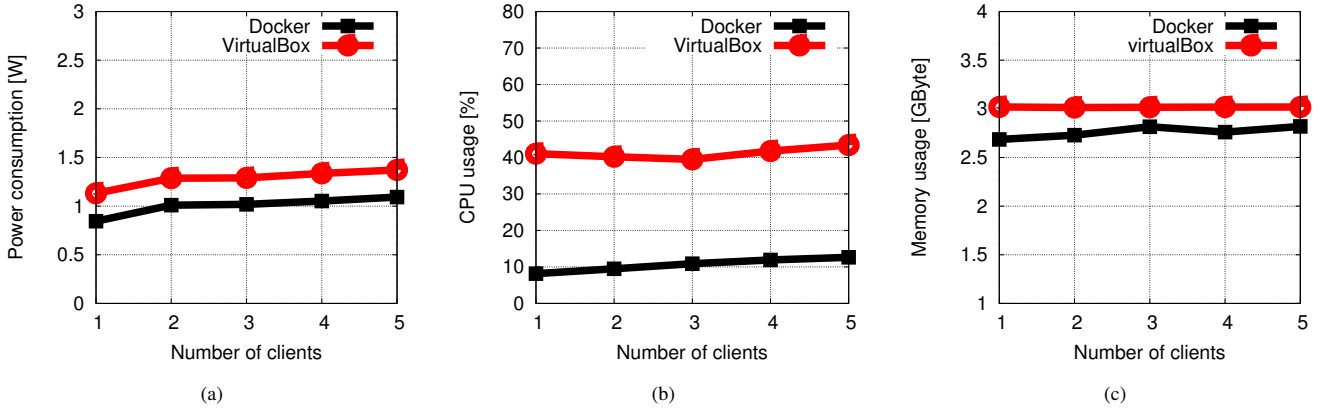 Power consumption [W]
3
2.5
2
1.5
1
0.5
0
Docker
VirtualBox
1 2 3 4 5
Number of clients
(a)
CPU usage [%]
80
70
60
50
40
30
20
10
0
Docker
VirtualBox
1 2 3 4 5
Number of clients
(b)
Memory usage [GByte]
4
3.5
3
2.5
2
1.5
1
Docker
virtualBox
1 2 3 4 5
Number of clients
(c)